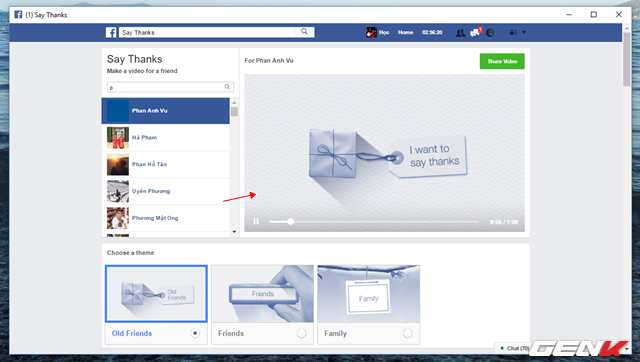 (1) Say Thanks
Say Thanks
Học
Home
02:56:20
Say Thanks
Make a video for a friend
p
Phan Anh Vu
Hà Phạm
Phan Hồ Tân
Uyên Phương
Phương Mật Ong
For Phan Anh Vu
Share Video
I want to
say thanks
0:05 / 1:05
Choose a theme
Old
Friends
Friends
Family
Old Friends
Friends
Family
Chat (70)
GENK